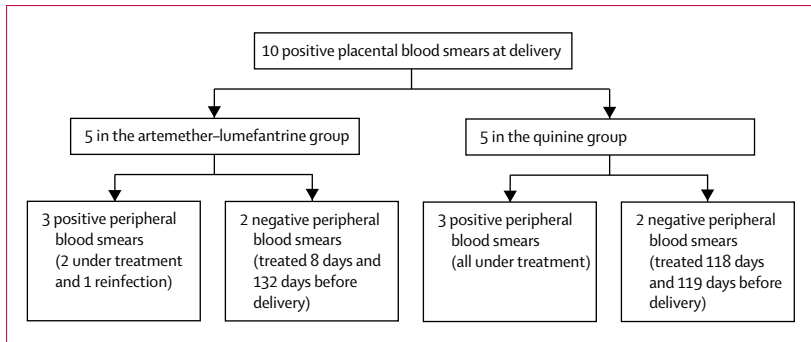 10 positive placental blood smears at delivery
5 in the artemether–lumefantrine group
5 in the quinine group
3 positive peripheral
blood smears
(2 under treatment
and 1 reinfection)
2 negative peripheral
blood smears
(treated 8 days and
132 days before
delivery)
3 positive peripheral
blood smears
(all under treatment)
2 negative peripheral
blood smears
(treated 118 days
and 119 days before
delivery)